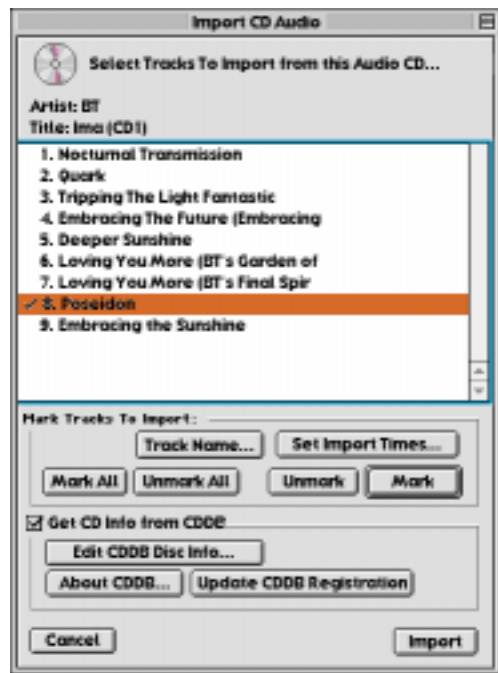 Import CD Audio
Select Tracks To Import from this Audio CD...
Artist: BT
Title: Ima (CD1)
1. Nocturnal Transmission
2. Quark
3. Tripping The Light Fantastic
4. Embracing The Future (Embracing
5. Deeper Sunshine
6. Loving You More (BT's Garden of
7. Loving You More (BT's Final Spir
✓ 8. Poseidon
9. Embracing the Sunshine
Mark Tracks To Import:
Track Name... Set Import Times...
Mark All Unmark All Unmark Mark
Get CD Info from CDDB
Edit CDDB Disc Info...
About CDDB... Update CDDB Registration
Cancel Import